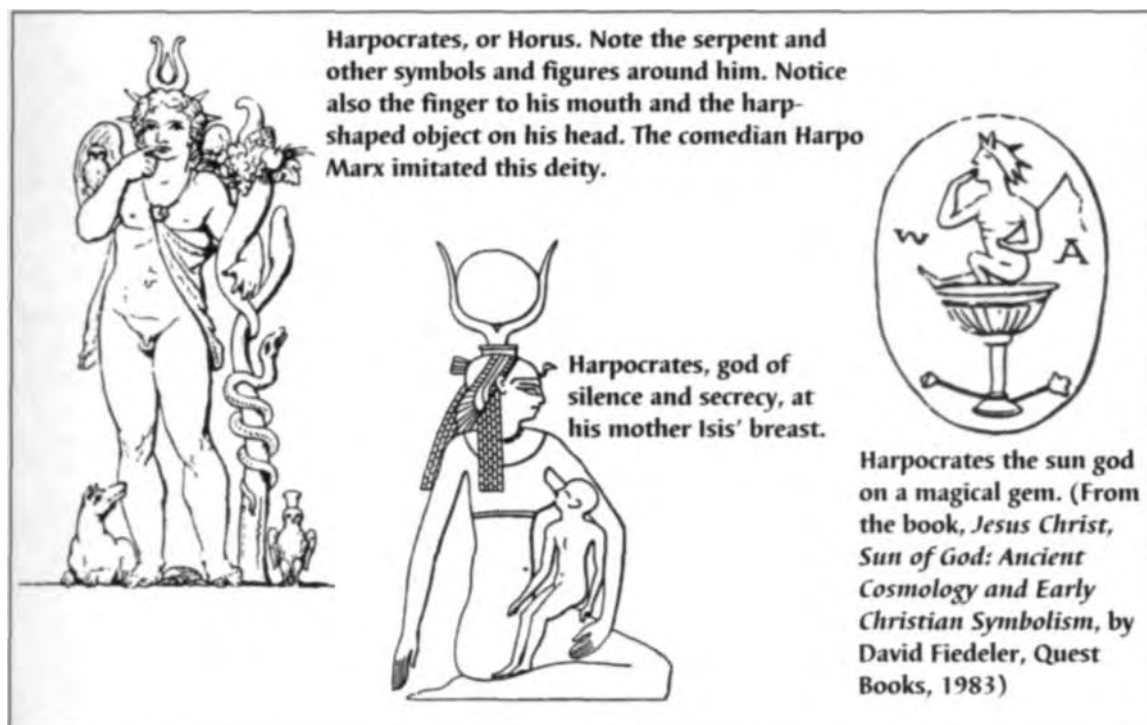 Harpocrates, or Horus. Note the serpent and
other symbols and figures around him. Notice
also the finger to his mouth and the harp-
shaped object on his head. The comedian Harpo
Marx imitated this deity.
Harpocrates, god of
silence and secrecy, at
his mother Isis' breast.
W
A
Harpocrates the sun god
on a magical gem. (From
the book, Jesus Christ,
Sun of God: Ancient
Cosmology and Early
Christian Symbolism, by
David Fiedeler, Quest
Books, 1983)